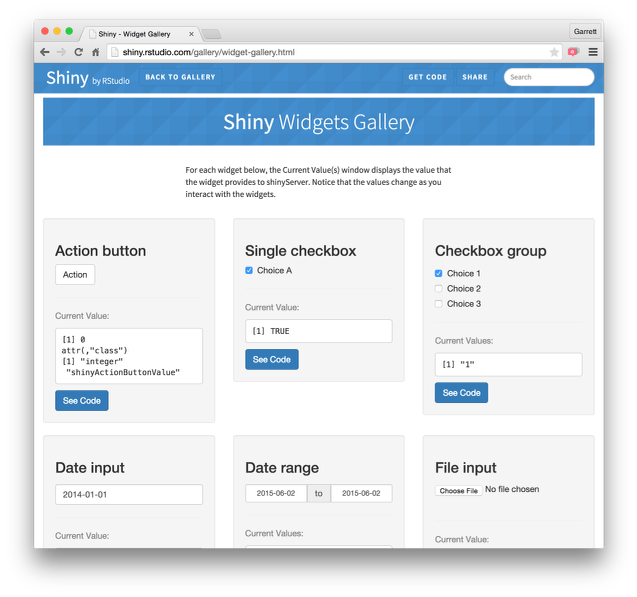 Shiny - Widget Gallery
Garrett
shiny.rstudio.com/gallery/widget-gallery.html
Shiny by RStudio
BACK TO GALLERY
GET CODE
SHARE
Search
Shiny Widgets Gallery
For each widget below, the Current Value(s) window displays the value that
the widget provides to shinyServer. Notice that the values change as you
interact with the widgets.
Action button
Action
Current Value:
[1] 0
attr(,"class")
[1] "integer"
"shinyActionButtonValue"
See Code
Single checkbox
Choice A
Current Value:
[1] TRUE
See Code
Checkbox group
Choice 1
Choice 2
Choice 3
Current Values:
[1] "1"
See Code
Date input
2014-01-01
Current Value:
Date range
2015-06-02 to 2015-06-02
Current Values:
File input
Choose File No file chosen
Current Value: